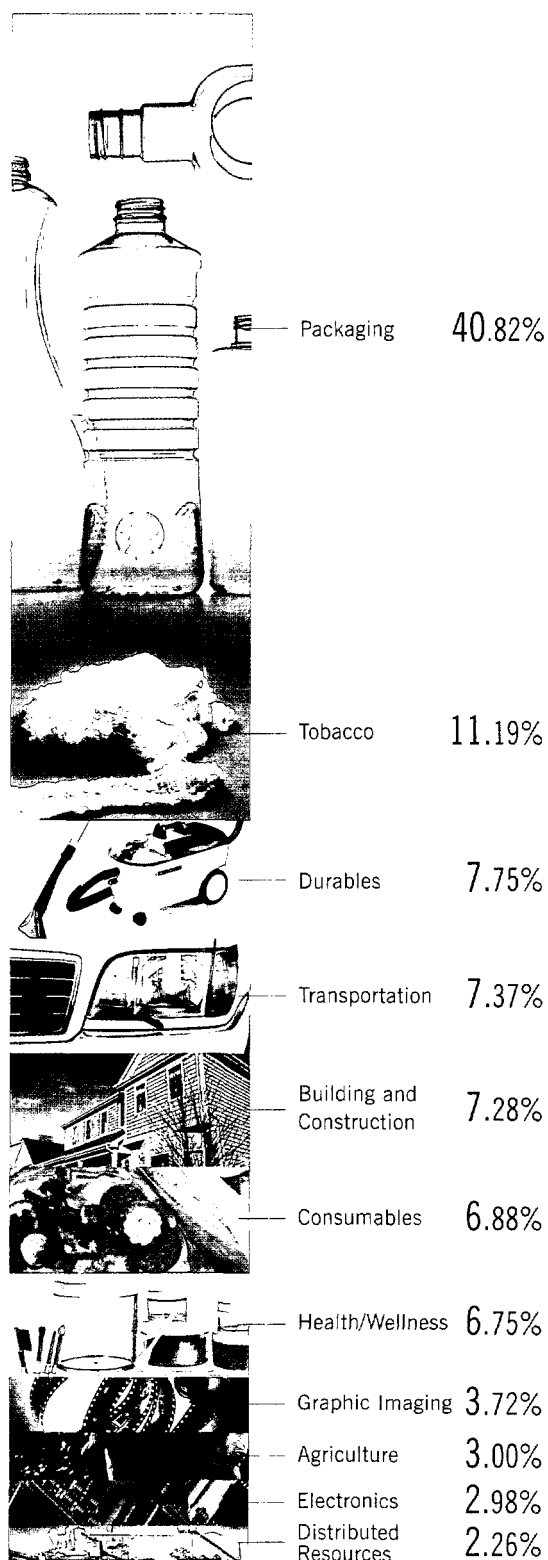 Packaging 40.82%
Tobacco 11.19%
Durables 7.75%
Transportation 7.37%
Building and
Construction 7.28%
Consumables 6.88%
Health/Wellness 6.75%
Graphic Imaging 3.72%
Agriculture 3.00%
Electronics 2.98%
Distributed
Resources 2.26%